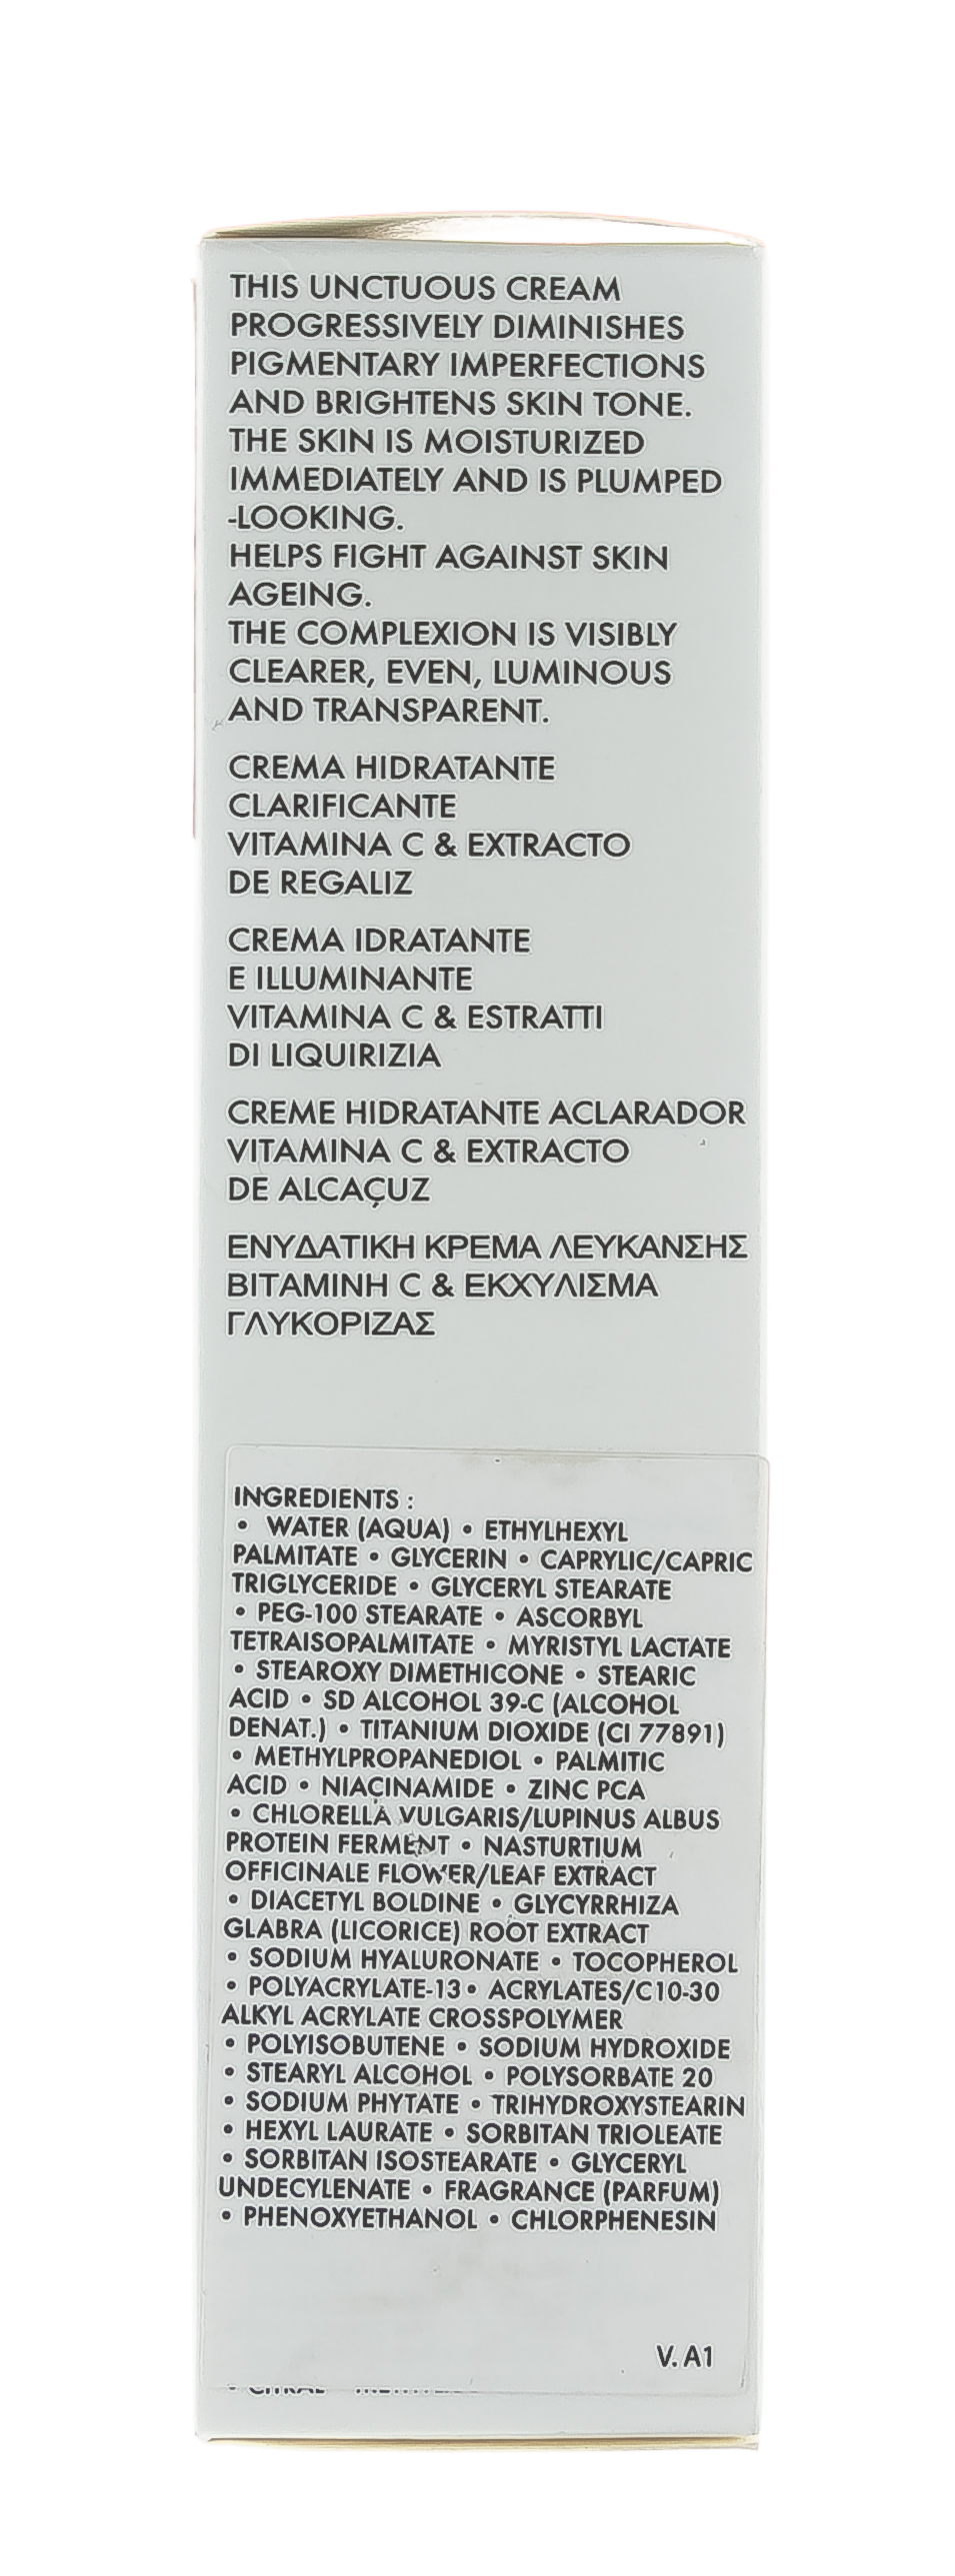 THIS UNCTUOUS CREAM
PROGRESSIVELY DIMINISHES
PIGMENTARY IMPERFECTIONS
AND BRIGHTENS SKIN TONE.
THE SKIN IS MOISTURIZED
IMMEDIATELY AND IS PLUMPED
-LOOKING.
HELPS FIGHT AGAINST SKIN
AGEING.
THE COMPLEXION IS VISIBLY
CLEARER, EVEN, LUMINOUS
AND TRANSPARENT.
CREMA HIDRATANTE
CLARIFICANTE
VITAMINA C & EXTRACTO
DE REGALIZ
CREMA IDRATANTE
E ILLUMINANTE
VITAMINA C & ESTRATTI
DI LIQUIRIZIA
CREME HIDRATANTE ACLARADOR
VITAMINA C & EXTRACTO
DE ALCAÇUZ
ΕΝΥΔΑΤΙΚΗ ΚΡΕΜΑ ΛΕΥΚΑΝΣΗΣ
ΒΙΤΑΜΙΝΗ C & ΕΚΧΥΛΙΣΜΑ
ΓΛΥΚΟΡΙΖΑΣ
INGREDIENTS :
• WATER (AQUA) • ETHYLHEXYL
PALMITATE • GLYCERIN • CAPRYLIC/CAPRIC
TRIGLYCERIDE • GLYCERYL STEARATE
• PEG-100 STEARATE • ASCORBYL
TETRAISOPALMITATE • MYRISTYL LACTATE
• STEAROXY DIMETHICONE • STEARIC
ACID • SD ALCOHOL 39-C (ALCOHOL
DENAT.) • TITANIUM DIOXIDE (CI 77891)
• METHYLPROPANEDIOL • PALMITIC
ACID • NIACINAMIDE • ZINC PCA
• CHLORELLA VULGARIS/LUPINUS ALBUS
PROTEIN FERMENT • NASTURTIUM
OFFICINALE FLOWER/LEAF EXTRACT
• DIACETYL BOLDINE • GLYCYRRHIZA
GLABRA (LICORICE) ROOT EXTRACT
• SODIUM HYALURONATE • TOCOPHEROL
• POLYACRYLATE-13• ACRYLATES/C10-30
ALKYL ACRYLATE CROSSPOLYMER
• POLYISOBUTENE • SODIUM HYDROXIDE
• STEARYL ALCOHOL • POLYSORBATE 20
• SODIUM PHYTATE • TRIHYDROXYSTEARIN
• HEXYL LAURATE • SORBITAN TRIOLEATE
• SORBITAN ISOSTEARATE • GLYCERYL
UNDECYLENATE • FRAGRANCE (PARFUM)
• PHENOXYETHANOL • CHLORPHENESIN
V. A1